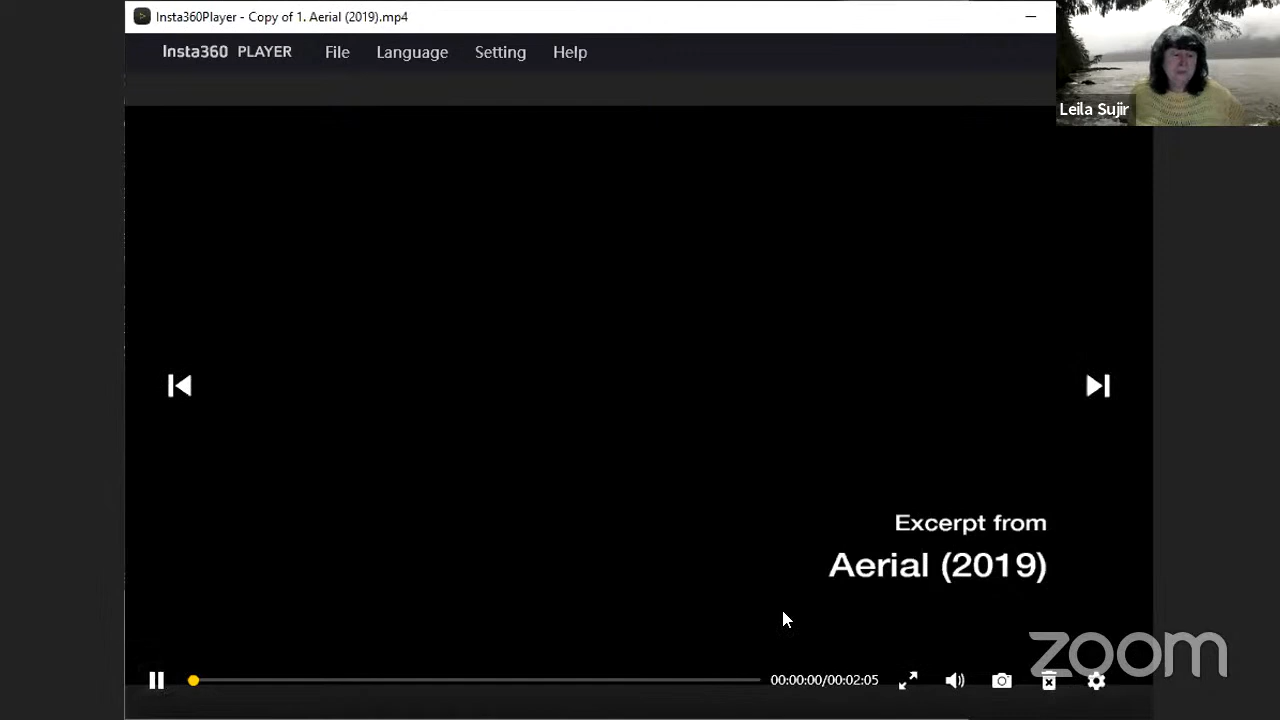 Insta360Player - Copy of 1. Aerial (2019).mp4
Insta360 PLAYER File Language Setting Help
Leila Sujir
Excerpt from
Aerial (2019)
00:00:00/00:02:05
zoom